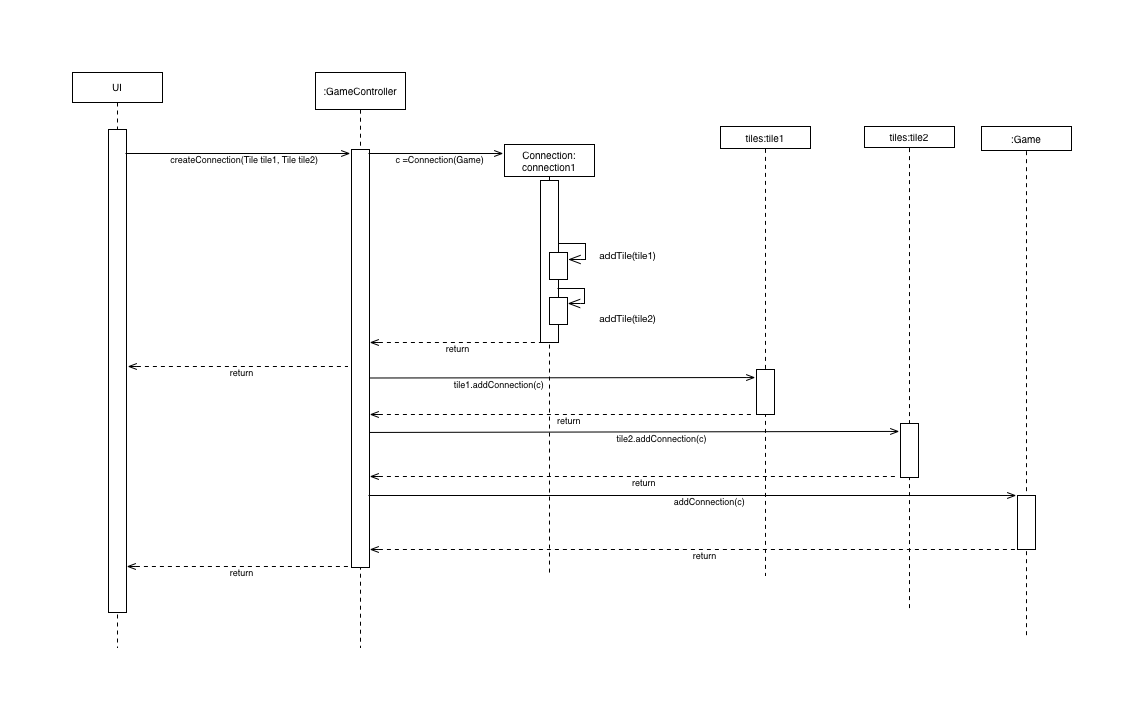 UI
:GameController
tiles:tile1
tiles:tile2
:Game
createConnection(Tile tile1, Tile tile2)
c =Connection(Game)
Connection:
connection1
addTile(tile1)
addTile(tile2)
return
return
tile1.addConnection(c)
return
tile2.addConnection(c)
return
addConnection(c)
return
return